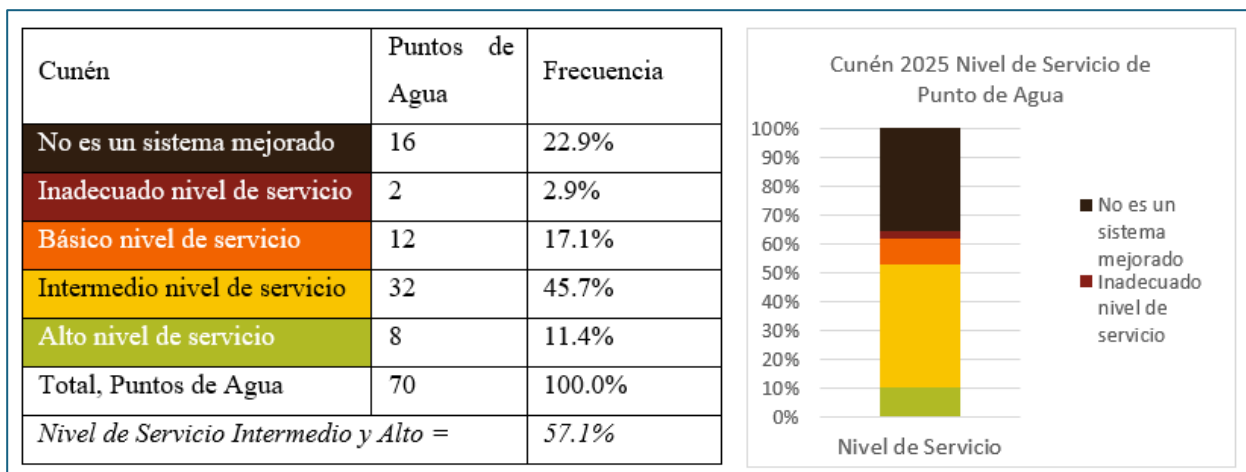 Cunén
Puntos de
Agua
Frecuencia
No es un sistema mejorado 16 22.9%
Inadecuado nivel de servicio 2 2.9%
Básico nivel de servicio 12 17.1%
Intermedio nivel de servicio 32 45.7%
Alto nivel de servicio 8 11.4%
Total, Puntos de Agua 70 100.0%
Nivel de Servicio Intermedio y Alto = 57.1%
Cunén 2025 Nivel de Servicio de
Punto de Agua
100%
90%
80%
70%
60%
50%
40%
30%
20%
10%
0%
Nivel de Servicio
No es un
sistema
mejorado
Inadecuado
nivel de
servicio